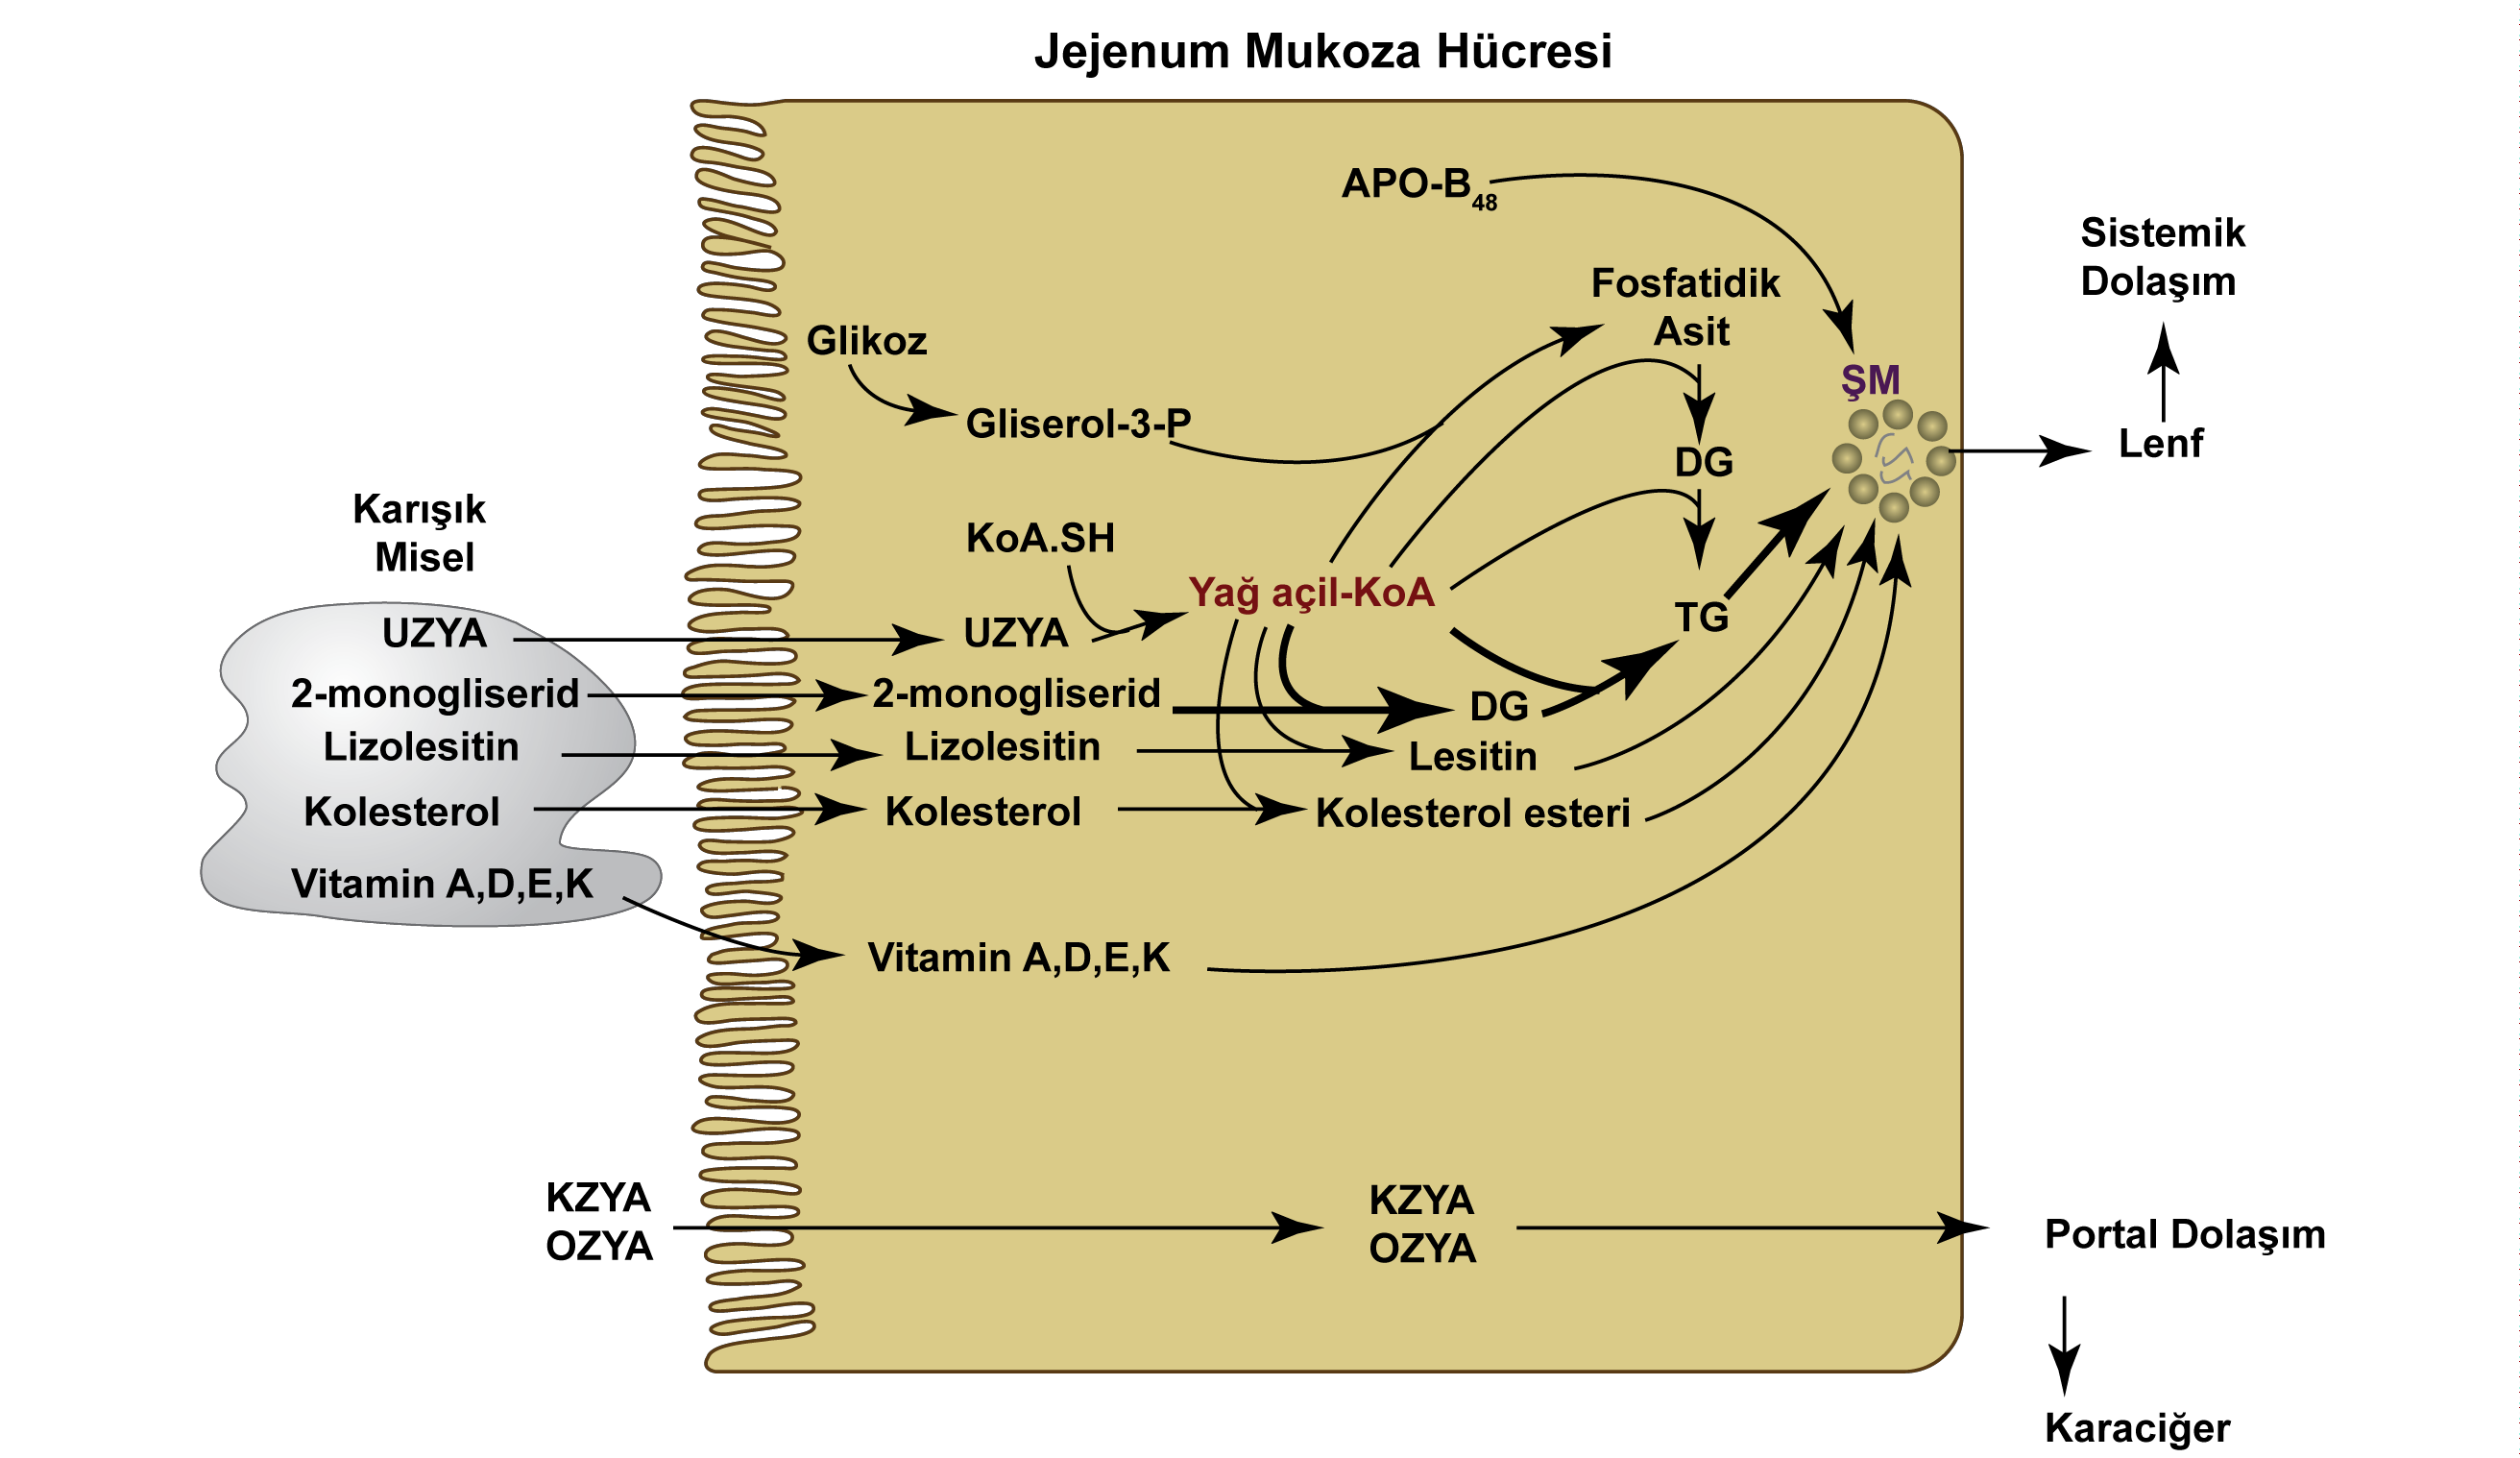 Jejenum Mukoza Hücresi
APO-B48
Sistemik
Dolaşım
Fosfatidik
Asit
Glikoz
ŞM
Gliserol-3-P
Lenf
DG
Karışık
Misel
KoA.SH
Yağ açil-KoA
TG
UZYA
UZYA
2-monogliserid
2-monogliserid
DG
Lizolesitin
Lizolesitin
Lesitin
Kolesterol
Kolesterol
Kolesterol esteri
Vitamin A,D,E,K
Vitamin A,D,E,K
KZYA
OZYA
KZYA
OZYA
Portal Dolaşım
Karaciğer